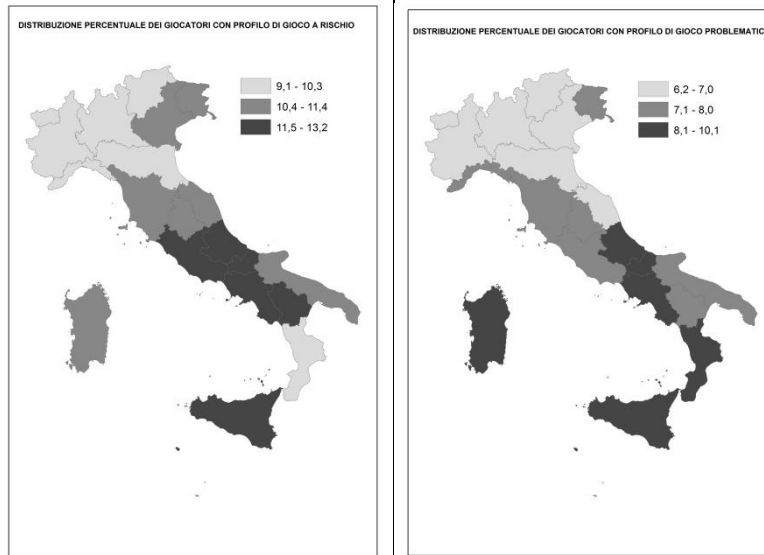 DISTRIBUZIONE PERCENTUALE DEI GIOCATORI CON PROFILO DI GIOCO A RISCHIO
9,1 - 10,3
10,4 - 11,4
11,5 - 13,2
DISTRIBUZIONE PERCENTUALE DEI GIOCATORI CON PROFILO DI GIOCO PROBLEMATIC
6,2 - 7,0
7,1 - 8,0
8,1 - 10,1